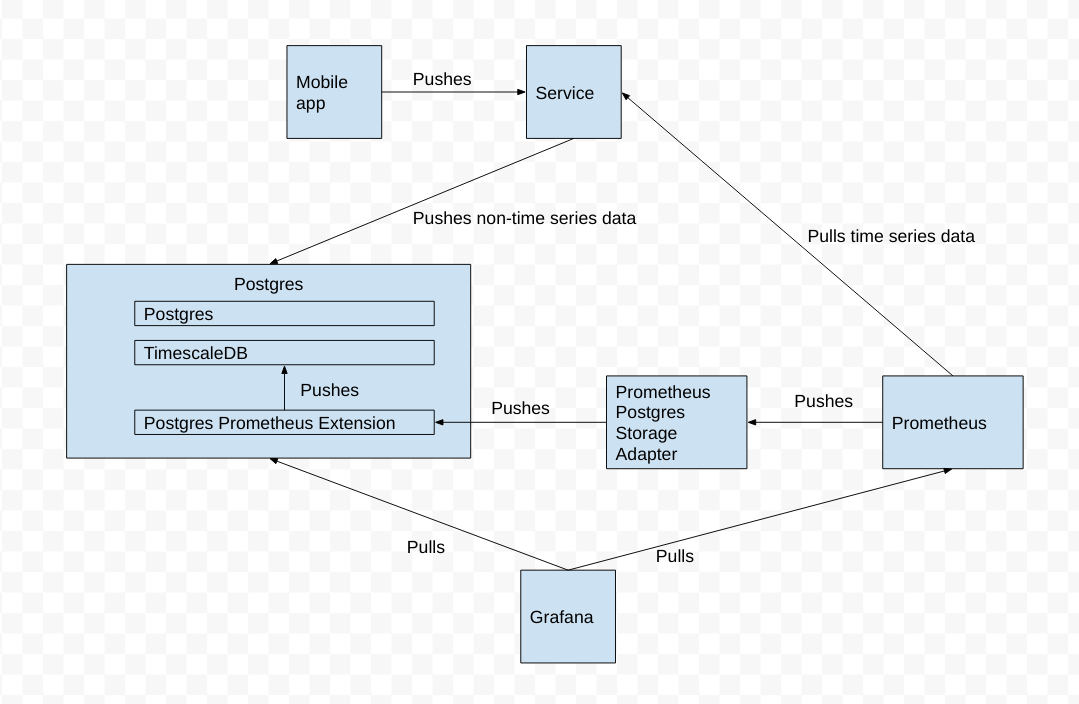 Mobile
app
Pushes
Service
Pushes non-time series data
Pulls time series data
Postgres
Postgres
TimescaleDB
Pushes
Postgres Prometheus Extension
Pushes
Prometheus
Postgres
Storage
Adapter
Pushes
Prometheus
Pulls
Pulls
Grafana